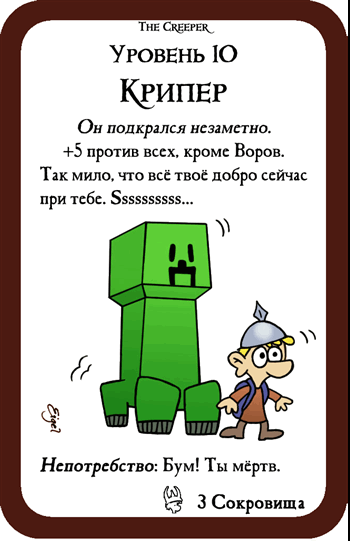 The Creeper
Уровень 10
Крипер
Он подкрался незаметно.
+5 против всех, кроме Воров.
Так мило, что всё твоё добро сейчас
при тебе. Sssssssss...
Eigel
Непотребство: Бум! Ты мёртв.
3 Сокровища